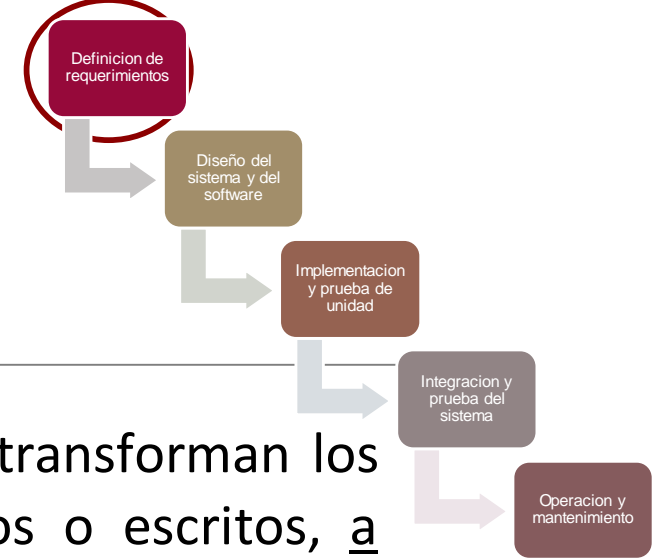 Definicion de
requerimientos
Diseño del
sistema y del
software
Implementacion
y prueba de
unidad
Integracion y
prueba del
sistema
transforman los
os o escritos, a
Operacion y
mantenimiento